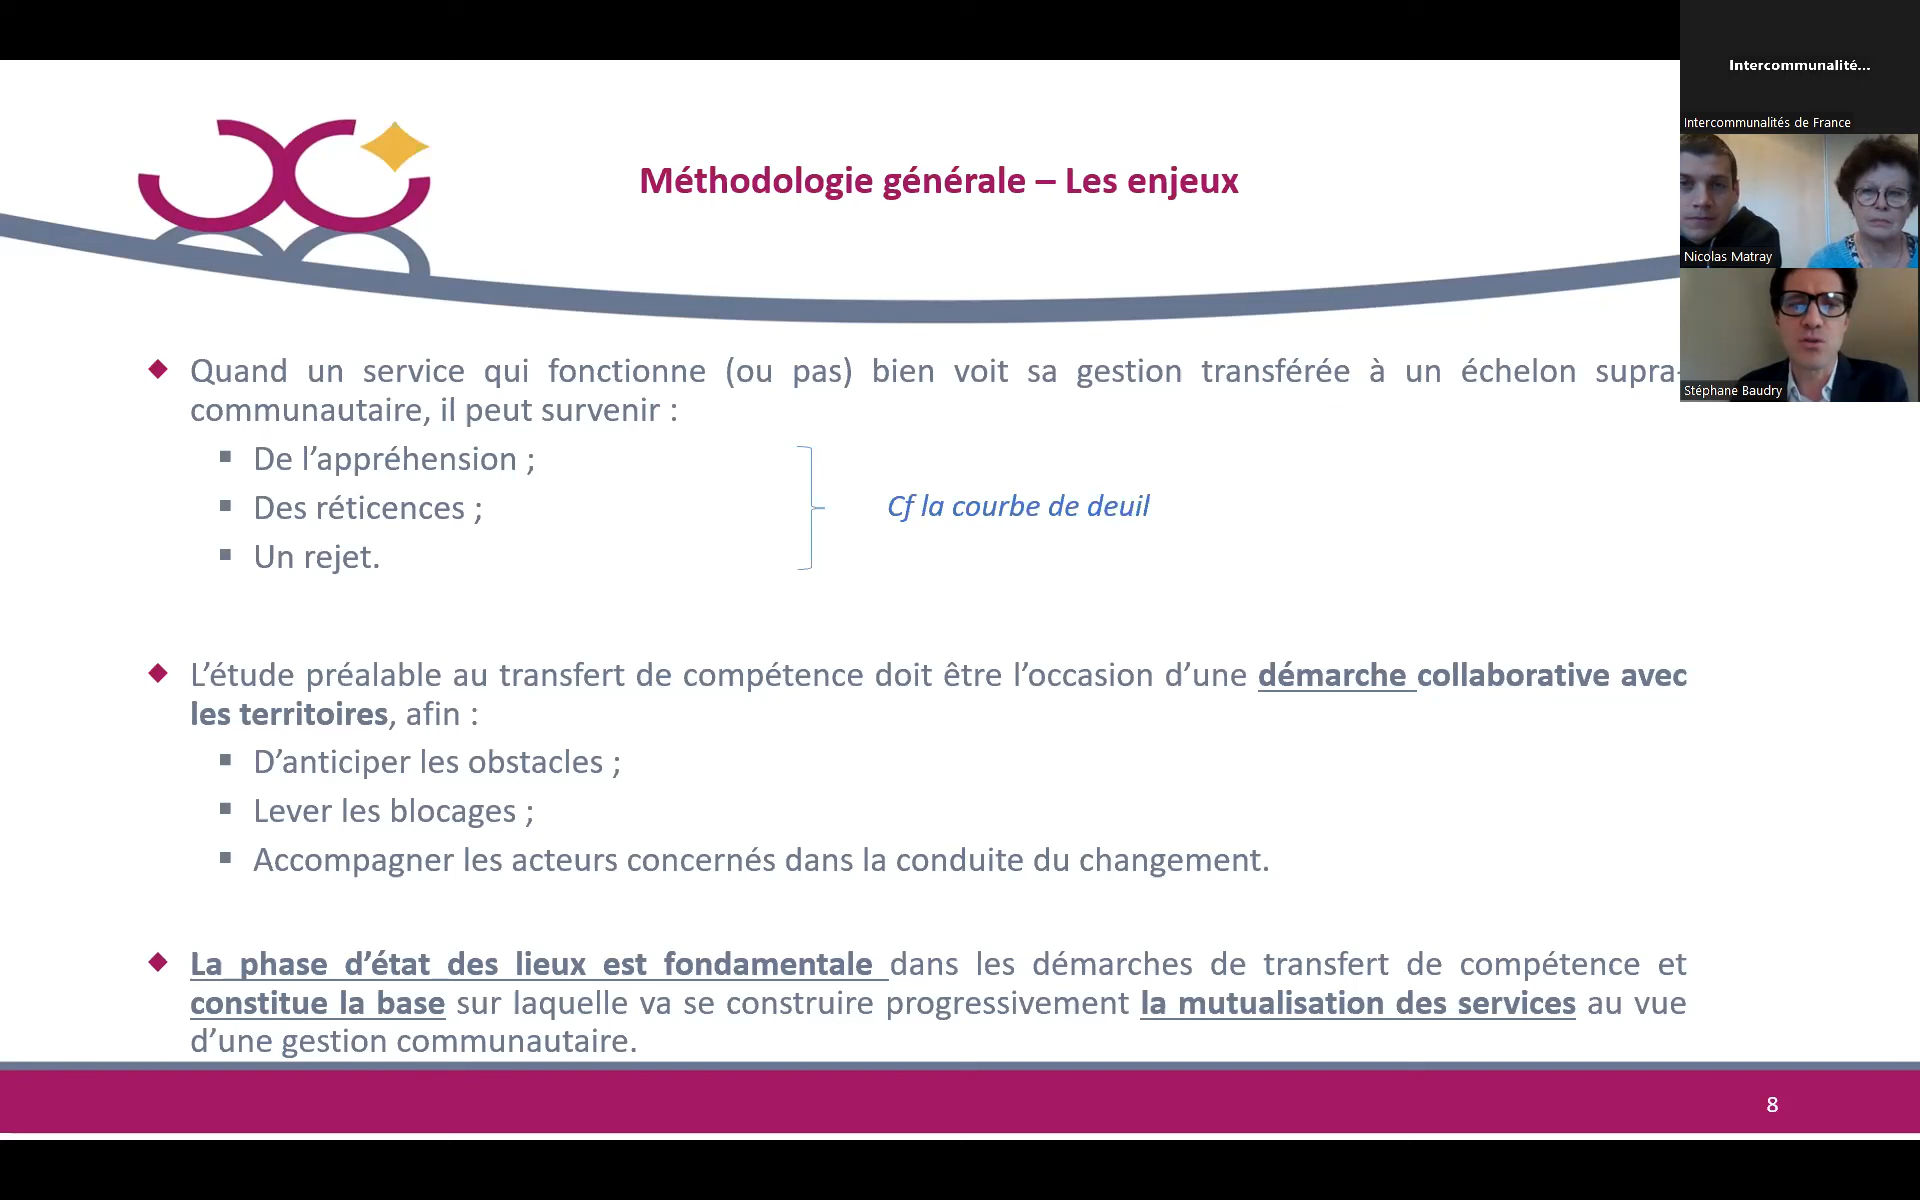 Méthodologie générale – Les enjeux
Quand un service qui fonctionne (ou pas) bien voit sa gestion transférée à un échelon supra-
communautaire, il peut survenir :
De l’appréhension ;
Des réticences ;
Un rejet.
Cf la courbe de deuil
L’étude préalable au transfert de compétence doit être l’occasion d’une démarche collaborative avec
les territoires, afin :
D’anticiper les obstacles ;
Lever les blocages ;
Accompagner les acteurs concernés dans la conduite du changement.
La phase d’état des lieux est fondamentale dans les démarches de transfert de compétence et
constitue la base sur laquelle va se construire progressivement la mutualisation des services au vue
d’une gestion communautaire.
8
Intercommunalité...
Intercommunalités de France
Nicolas Matray
Stéphane Baudry